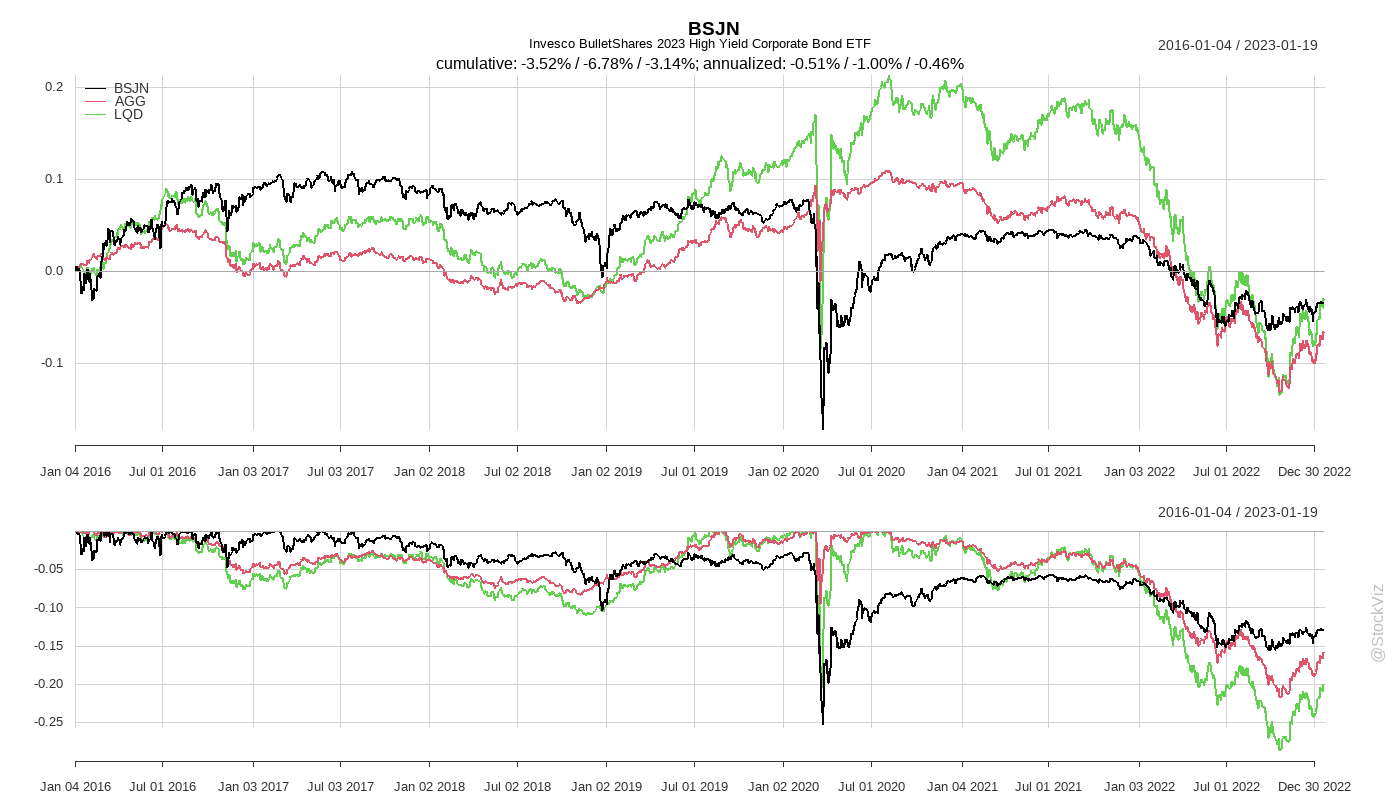 BSJN
Invesco BulletShares 2023 High Yield Corporate Bond ETF
2016-01-04 / 2023-01-19
cumulative: -3.52% / -6.78% / -3.14%; annualized: -0.51% / -1.00% / -0.46%
BSJN
AGG
LQD
0.2
0.1
0.0
-0.1
Jan 04 2016 Jul 01 2016 Jan 03 2017 Jul 03 2017 Jan 02 2018 Jul 02 2018 Jan 02 2019 Jul 01 2019 Jan 02 2020 Jul 01 2020 Jan 04 2021 Jul 01 2021 Jan 03 2022 Jul 01 2022 Dec 30 2022
2016-01-04 / 2023-01-19
-0.05
-0.10
-0.15
-0.20
-0.25
Jan 04 2016 Jul 01 2016 Jan 03 2017 Jul 03 2017 Jan 02 2018 Jul 02 2018 Jan 02 2019 Jul 01 2019 Jan 02 2020 Jul 01 2020 Jan 04 2021 Jul 01 2021 Jan 03 2022 Jul 01 2022 Dec 30 2022
@StockViz